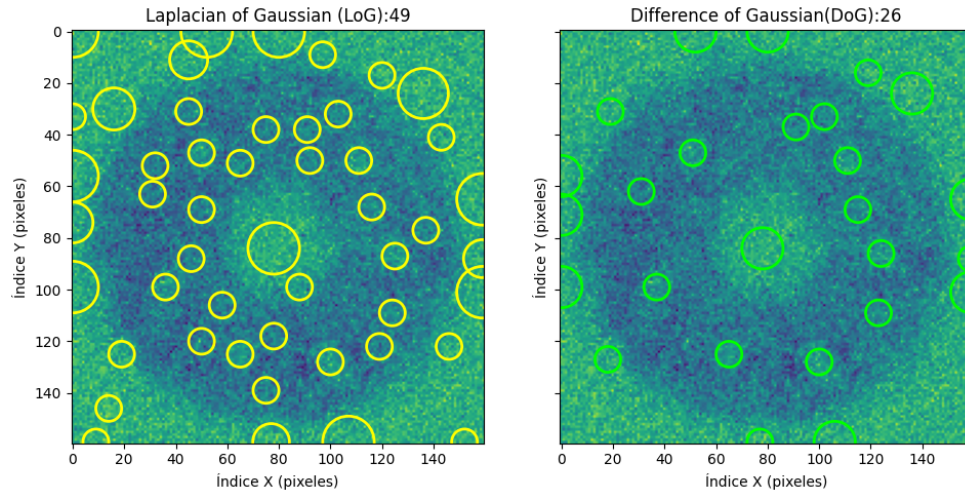 Laplacian of Gaussian (LoG):49
0
20
40
60
80
100
120
140
Índice Y (pixeles)
0 20 40 60 80 100 120 140
Índice X (pixeles)
Difference of Gaussian(DoG):26
0
20
40
60
80
100
120
140
Índice Y (pixeles)
0 20 40 60 80 100 120 140
Índice X (pixeles)